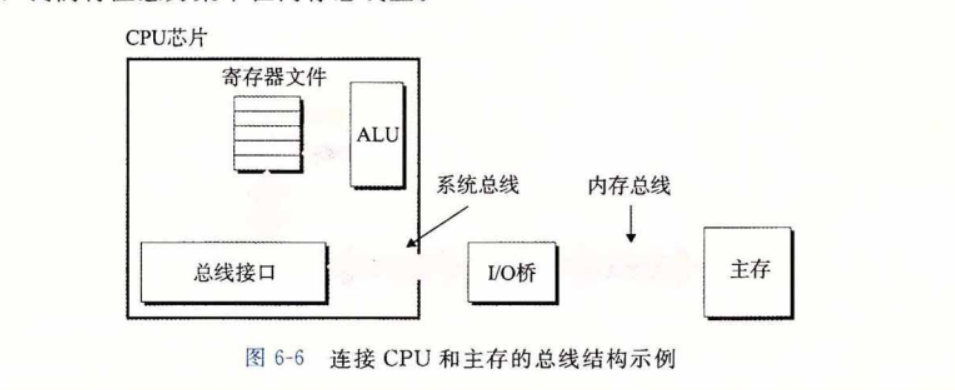 CPU芯片
寄存器文件
ALU
系统总线
内存总线
总线接口
I/O桥
主存
图 6-6 连接 CPU 和主存的总线结构示例